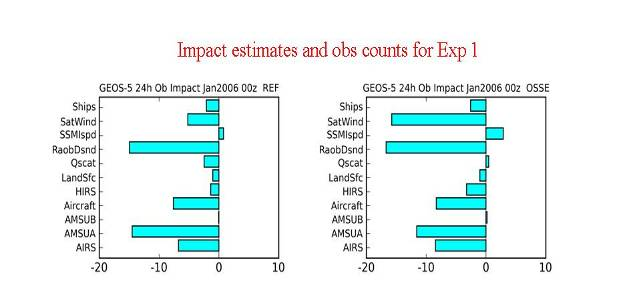 Impact estimates and obs counts for Exp 1
GEOS-5 24h Ob Impact Jan2006 00z REF
Ships
SatWind
SSMIspd
RaobDsnd
Qscat
LandSfc
HIRS
Aircraft
AMSUB
AMSUA
AIRS
-20 -10 0 10
GEOS-5 24h Ob Impact Jan2006 00z OSSE
Ships
SatWind
SSMIspd
RaobDsnd
Qscat
LandSfc
HIRS
Aircraft
AMSUB
AMSUA
AIRS
-20 -10 0 10